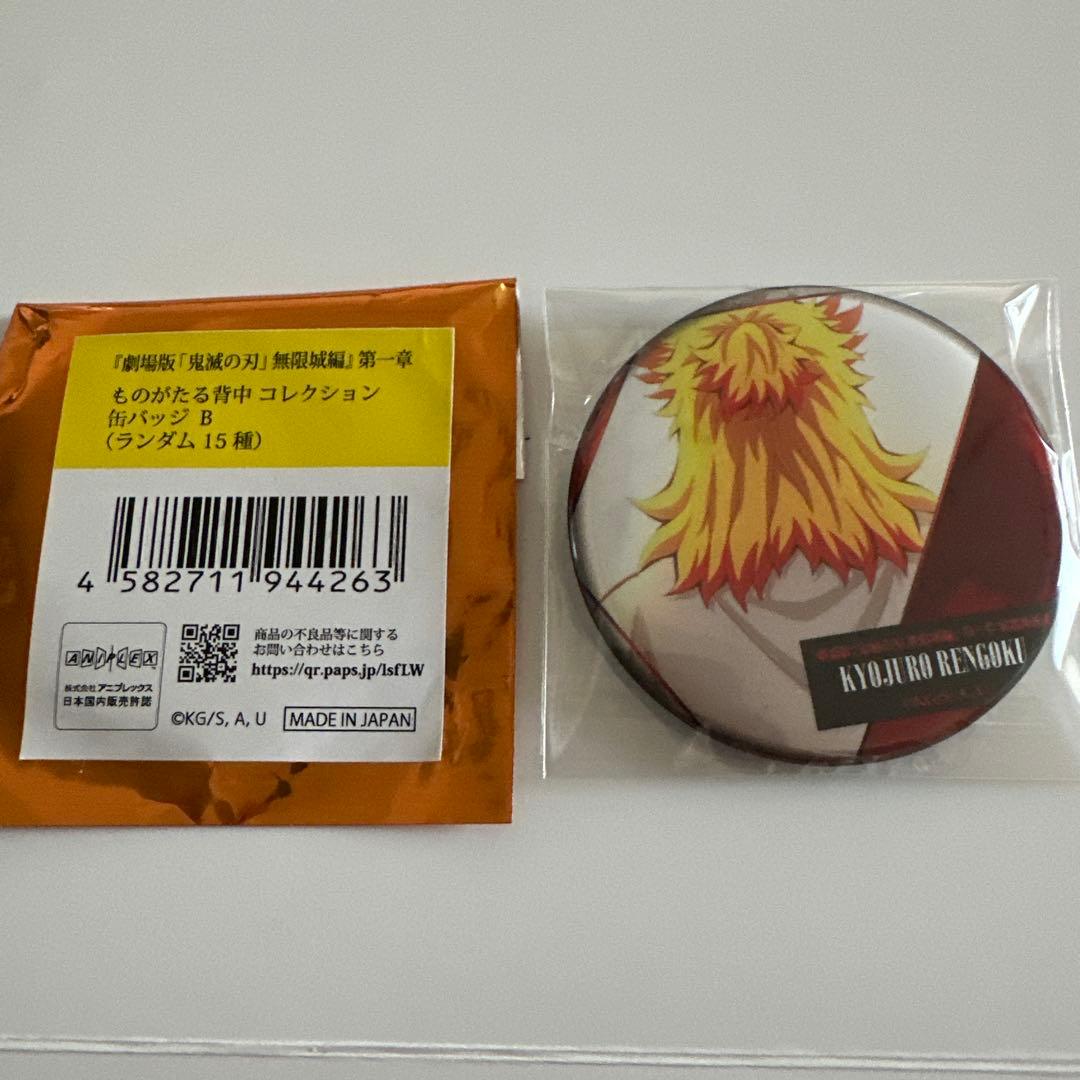 『劇場版「鬼滅の刃」無限城編』第一章
ものがたる背中 コレクション
缶バッジ B
（ランダム 15 種）
4 582711 944263
ANIPLEX
株式会社 アニプレックス
日本国内販売許諾
商品の不良品等に関する
お問い合わせはこちら
https://qr.paps.jp/lsfLW
©KG/S, A, U
MADE IN JAPAN
KYOJURO RENGOKU